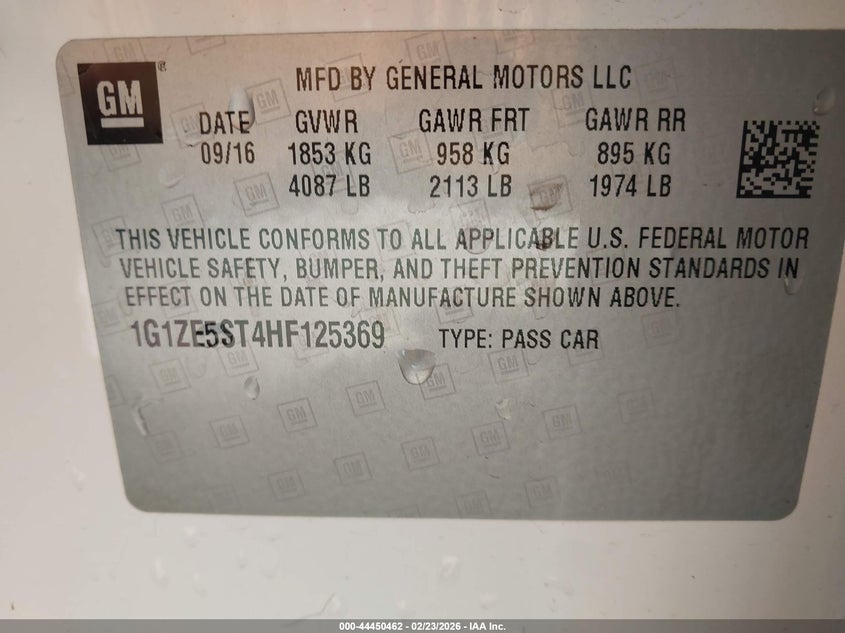 GM
MFD BY GENERAL MOTORS LLC
DATE GVWR GAWR FRT GAWR RR
09/16 1853 KG 958 KG 895 KG
4087 LB 2113 LB 1974 LB
THIS VEHICLE CONFORMS TO ALL APPLICABLE U.S. FEDERAL MOTOR
VEHICLE SAFETY, BUMPER, AND THEFT PREVENTION STANDARDS IN
EFFECT ON THE DATE OF MANUFACTURE SHOWN ABOVE.
1G1ZE5ST4HF125369 TYPE: PASS CAR
000-44450462 - 02/23/2026 - IAA Inc.